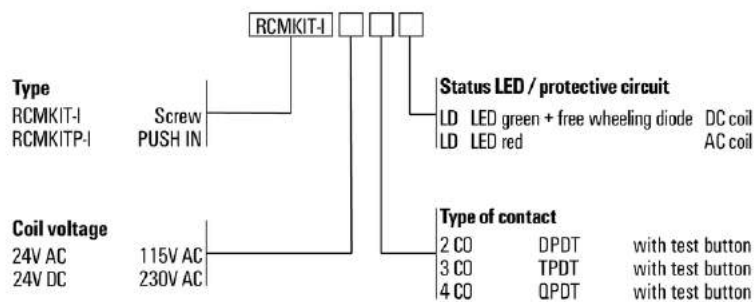 RCMKIT-I
Type
RCMKIT-I Screw
RCMKITP-I PUSH IN
Status LED / protective circuit
LD LED green + free wheeling diode DC coil
LD LED red AC coil
Coil voltage
24V AC 115V AC
24V DC 230V AC
Type of contact
2 CO DPDT with test button
3 CO TPDT with test button
4 CO QPDT with test button